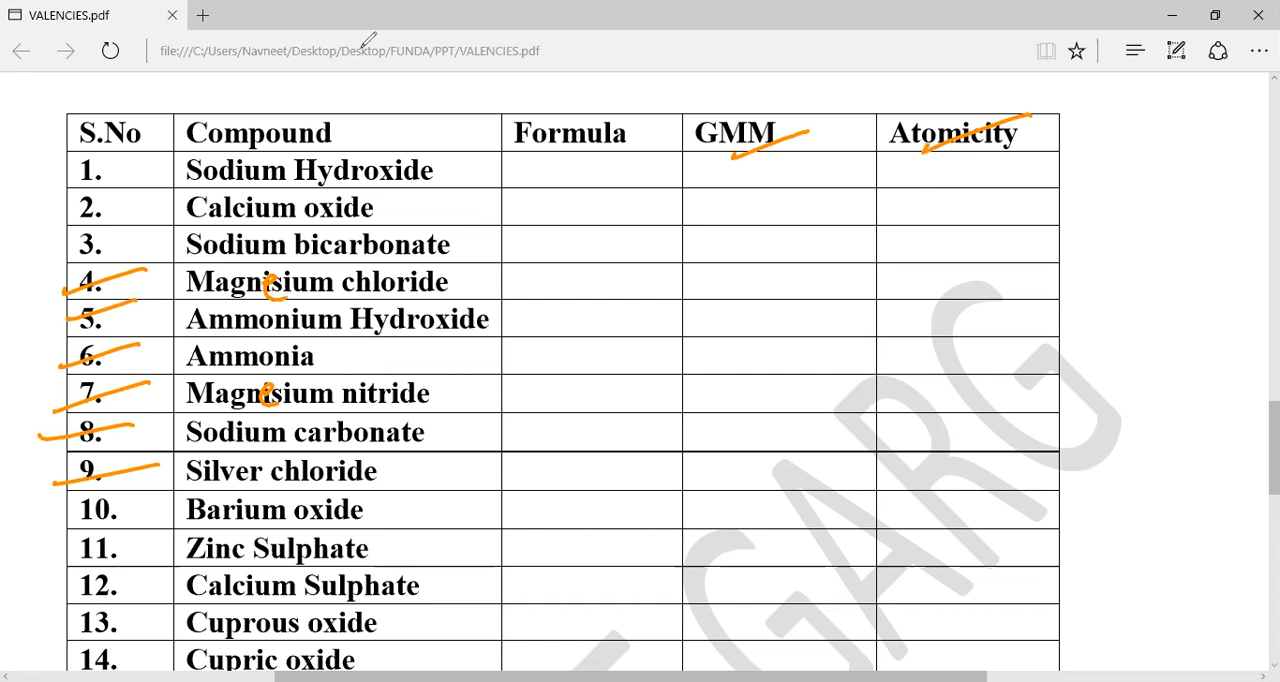 VALENCIES.pdf
file:///C:/Users/Navneet/Desktop/Desktop/FUNDA/PPT/VALENCIES.pdf
S.No Compound Formula GMM Atomicity
1. Sodium Hydroxide
2. Calcium oxide
3. Sodium bicarbonate
4. Magnisium chloride
e
5. Ammonium Hydroxide
6. Ammonia
7. Magnisium nitride
e
8. Sodium carbonate
9. Silver chloride
10. Barium oxide
11. Zinc Sulphate
12. Calcium Sulphate
13. Cuprous oxide
14. Cupric oxide
GARG